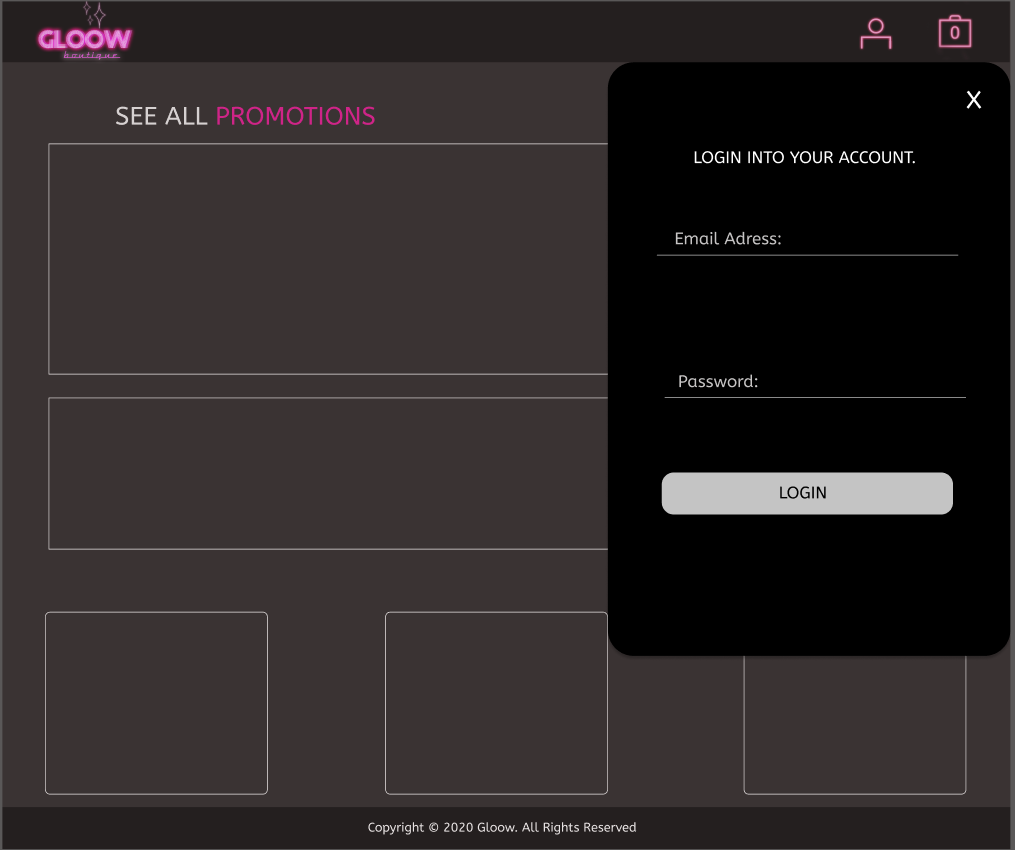 GLOOW
boutique
0
X
SEE ALL PROMOTIONS
LOGIN INTO YOUR ACCOUNT.
Email Adress:
Password:
LOGIN
Copyright © 2020 Gloow. All Rights Reserved